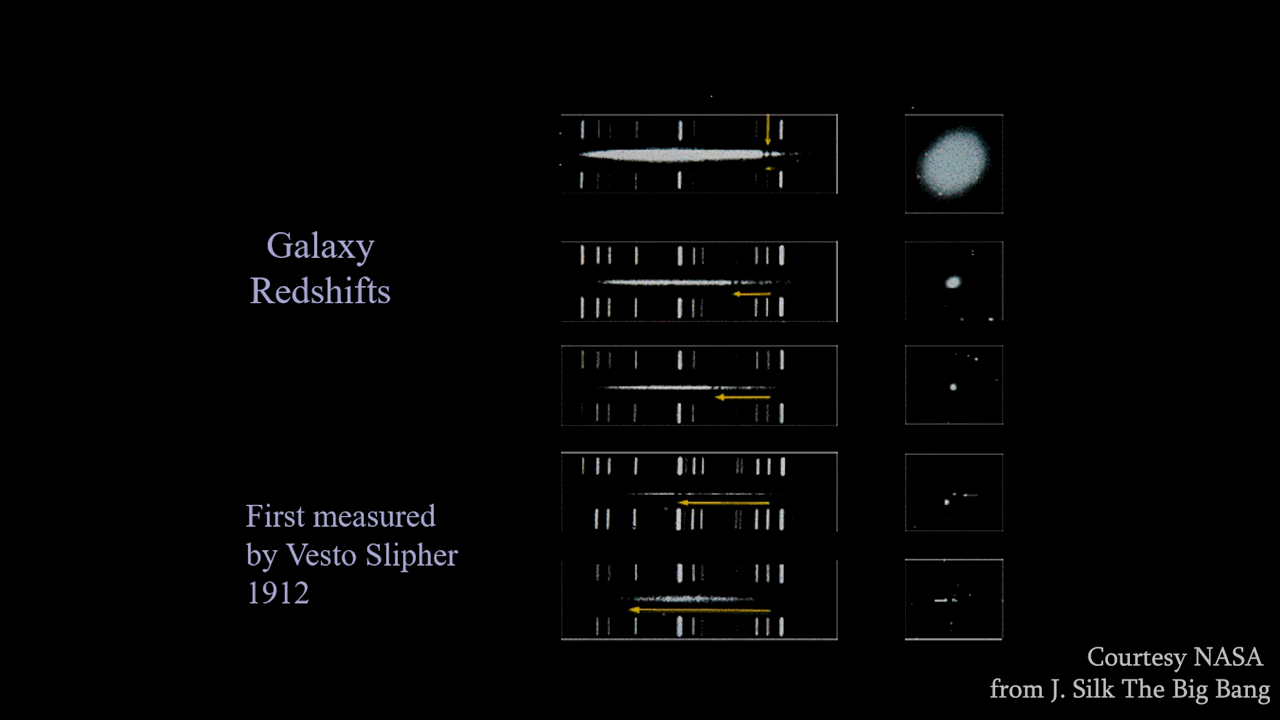 Galaxy
Redshifts
First measured
by Vesto Slipher
1912
Courtesy NASA
from J. Silk The Big Bang